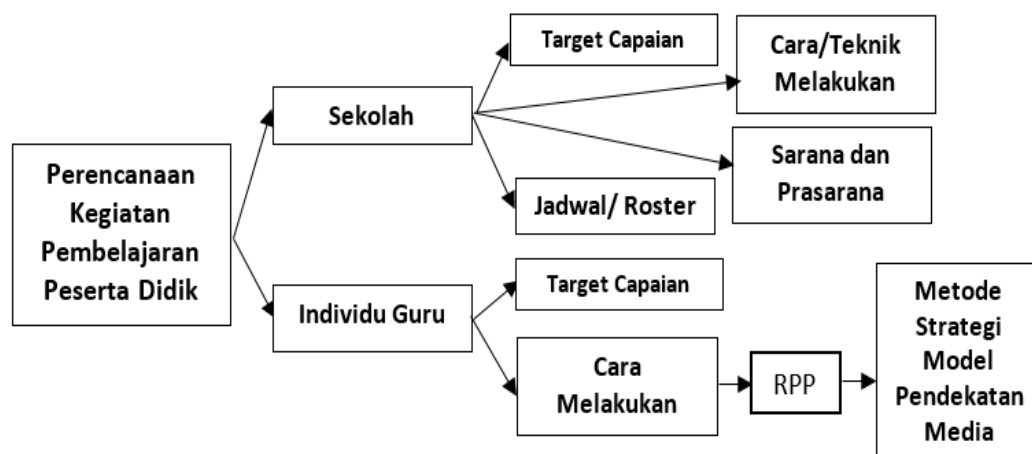 Perencanaan
Kegiatan
Pembelajaran
Peserta Didik
Sekolah
Target Capaian
Cara/Teknik
Melakukan
Sarana dan
Prasarana
Jadwal/ Roster
Individu Guru
Target Capaian
Cara
Melakukan
RPP
Metode
Strategi
Model
Pendekatan
Media